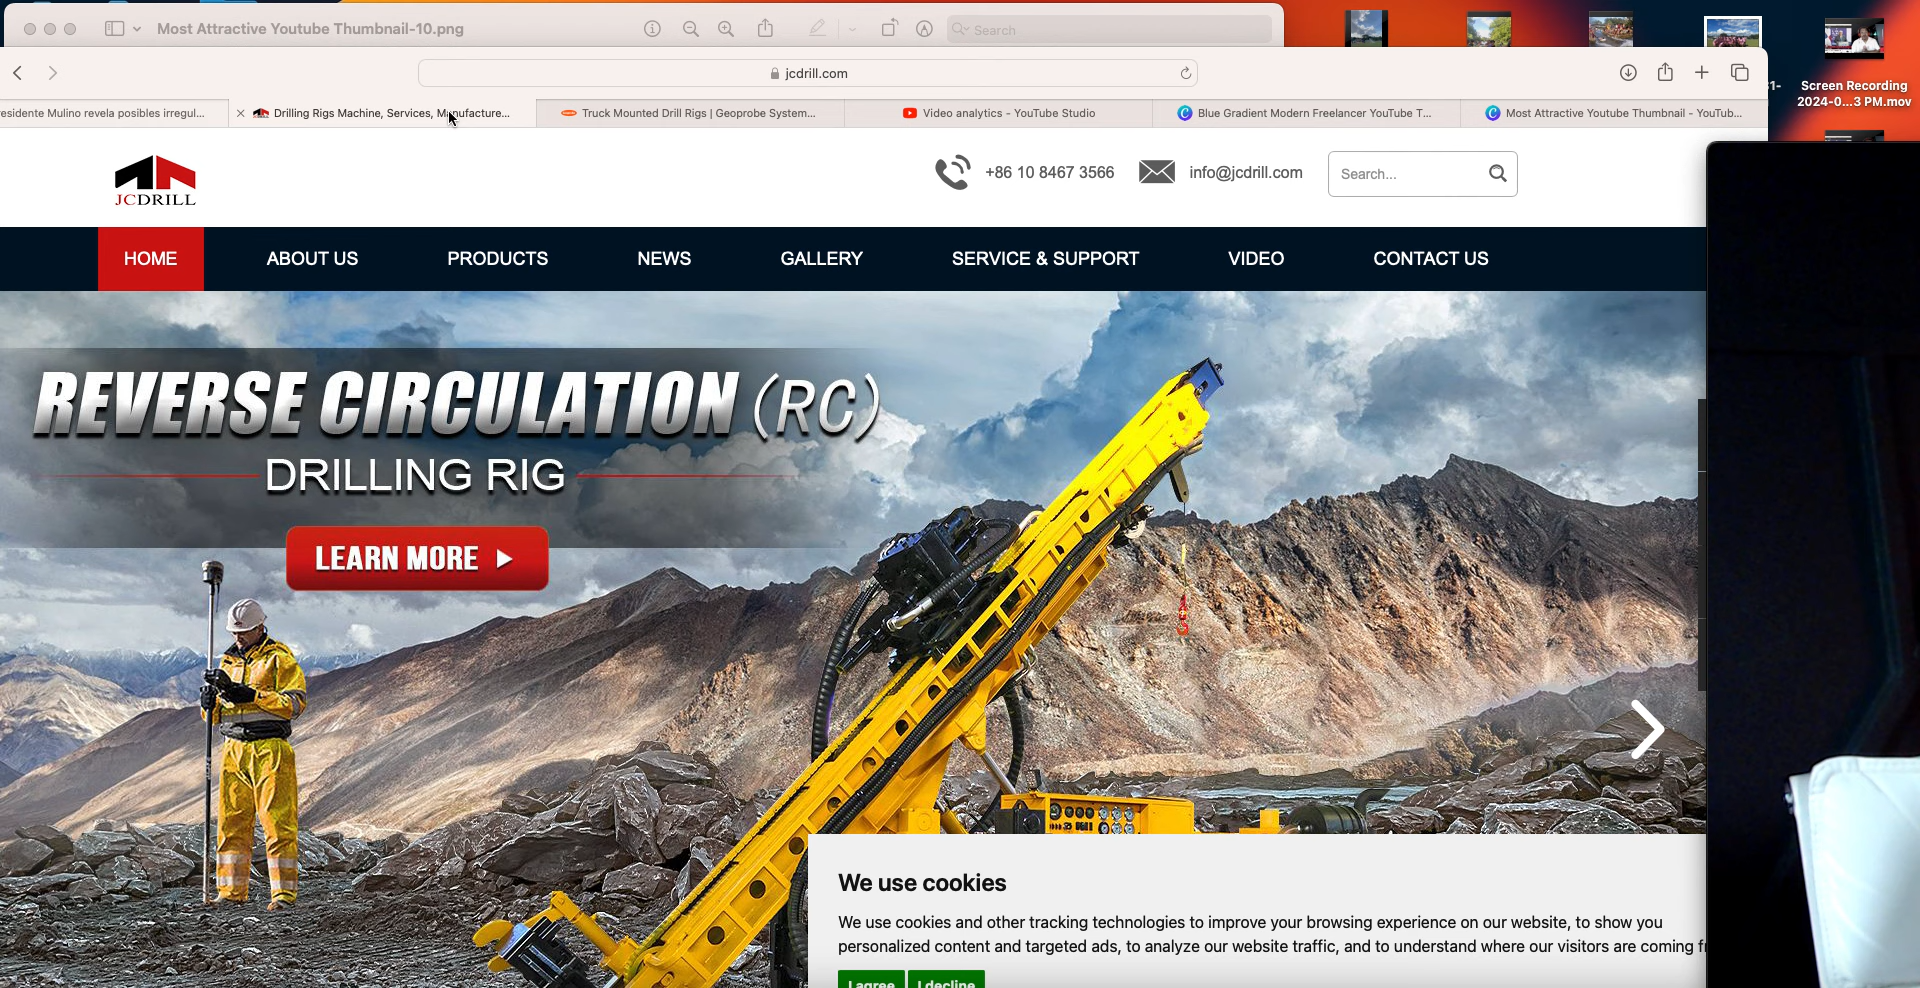 Most Attractive Youtube Thumbnail-10.png
Search
jcdrill.com
Screen Recording
2024-0...3 PM.mov
residente Mulino revela posibles irregul...
Drilling Rigs Machine, Services, Manufacture...
Truck Mounted Drill Rigs | Geoprobe System...
Video analytics - YouTube Studio
Blue Gradient Modern Freelancer YouTube T...
Most Attractive Youtube Thumbnail - YouTub...
JCDRILL
+86 10 8467 3566
info@jcdrill.com
Search...
HOME
ABOUT US
PRODUCTS
NEWS
GALLERY
SERVICE & SUPPORT
VIDEO
CONTACT US
REVERSE CIRCULATION (RC)
DRILLING RIG
LEARN MORE
We use cookies
We use cookies and other tracking technologies to improve your browsing experience on our website, to show you
personalized content and targeted ads, to analyze our website traffic, and to understand where our visitors are coming
I agree
I decline